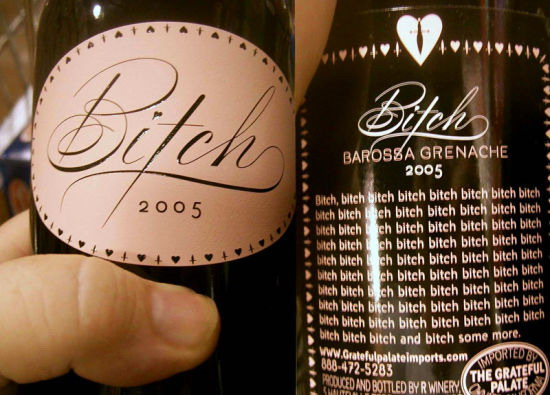 Bitch
2005
Bitch
BAROSSA GRENACHE
2005
Bitch, bitch bitch bitch bitch bitch bitch bitch
bitch bitch bitch bitch bitch bitch bitch bitch
bitch bitch bitch bitch bitch bitch bitch bitch
bitch bitch bitch bitch bitch bitch bitch bitch
bitch bitch bitch bitch bitch bitch bitch bitch
bitch bitch bitch bitch bitch bitch bitch bitch
bitch bitch bitch bitch bitch bitch bitch bitch
bitch bitch bitch bitch bitch bitch bitch bitch
bitch bitch bitch and bitch some more.
www.Gratefulpalateimports.com
888-472-5283
PRODUCED AND BOTTLED BY R WINERY
IMPORTED BY
THE GRATEFUL
PALATE